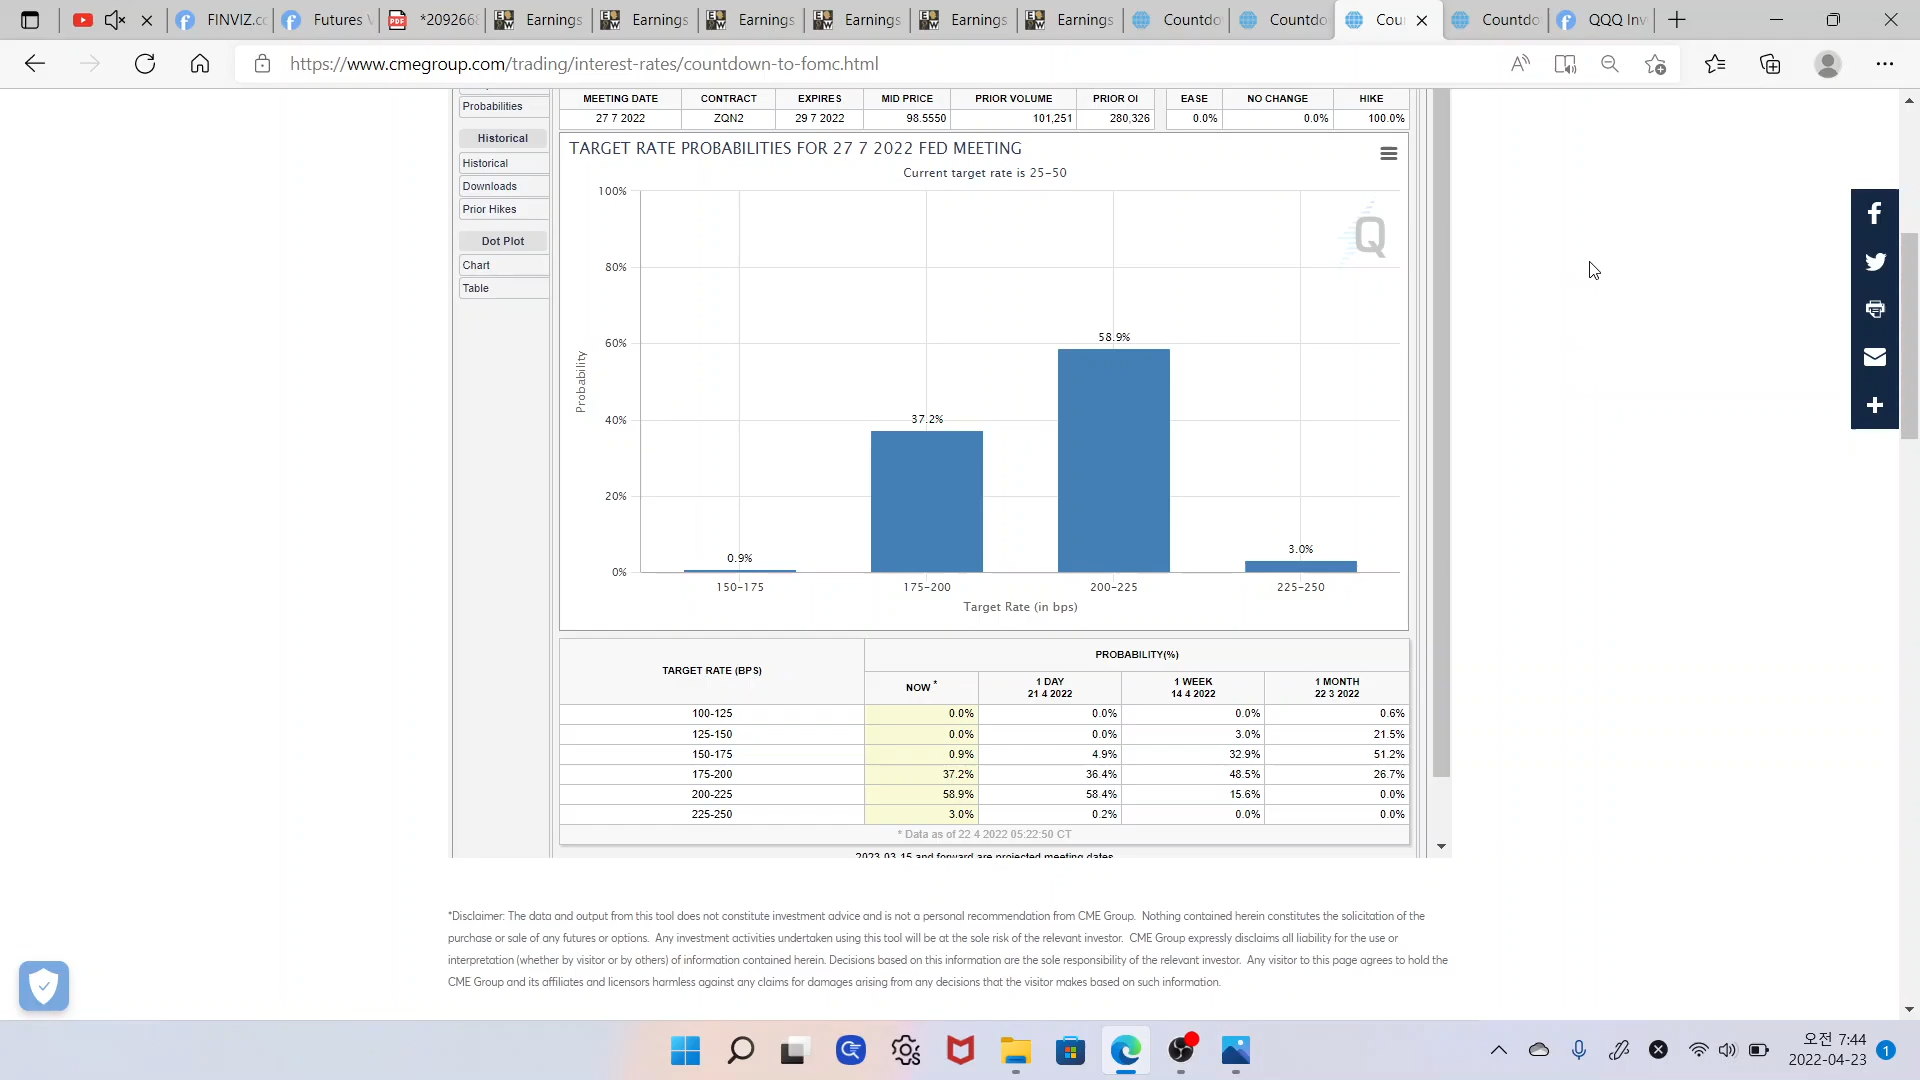 FINVIZ.c
Futures
PDF
*209266
Earnings
Earnings
Earnings
Earnings
Earnings
Earnings
Countdo
Countdo
Cou
Countdo
QQQ Inv
https://www.cmegroup.com/trading/interest-rates/countdown-to-fomc.html
Probabilities
Historical
Historical
Downloads
Prior Hikes
Dot Plot
Chart
Table
MEETING DATE CONTRACT EXPIRES MID PRICE PRIOR VOLUME PRIOR OI EASE NO CHANGE HIKE
27 7 2022 ZQN2 29 7 2022 98.5550 101,251 280,326 0.0% 0.0% 100.0%
TARGET RATE PROBABILITIES FOR 27 7 2022 FED MEETING
Current target rate is 25-50
Q
100%
80%
60%
40%
20%
0%
Probability
0.9%
37.2%
58.9%
3.0%
150-175 175-200 200-225 225-250
Target Rate (in bps)
TARGET RATE (BPS) PROBABILITY(%)
NOW * 1 DAY 1 WEEK 1 MONTH
21 4 2022 14 4 2022 22 3 2022
100-125 0.0% 0.0% 0.0% 0.6%
125-150 0.0% 0.0% 3.0% 21.5%
150-175 0.9% 4.9% 32.9% 51.2%
175-200 37.2% 36.4% 48.5% 26.7%
200-225 58.9% 58.4% 15.6% 0.0%
225-250 3.0% 0.2% 0.0% 0.0%
* Data as of 22 4 2022 05:22:50 CT
2023-03-15 and forward are projected meeting dates
*Disclaimer: The data and output from this tool does not constitute investment advice and is not a personal recommendation from CME Group. Nothing contained herein constitutes the solicitation of the
purchase or sale of any futures or options. Any investment activities undertaken using this tool will be at the sole risk of the relevant investor. CME Group expressly disclaims all liability for the use or
interpretation (whether by visitor or by others) of information contained herein. Decisions based on this information are the sole responsibility of the relevant investor. Any visitor to this page agrees to hold the
CME Group and its affiliates and licensors harmless against any claims for damages arising from any decisions that the visitor makes based on such information.
오전 7:44
2022-04-23
1